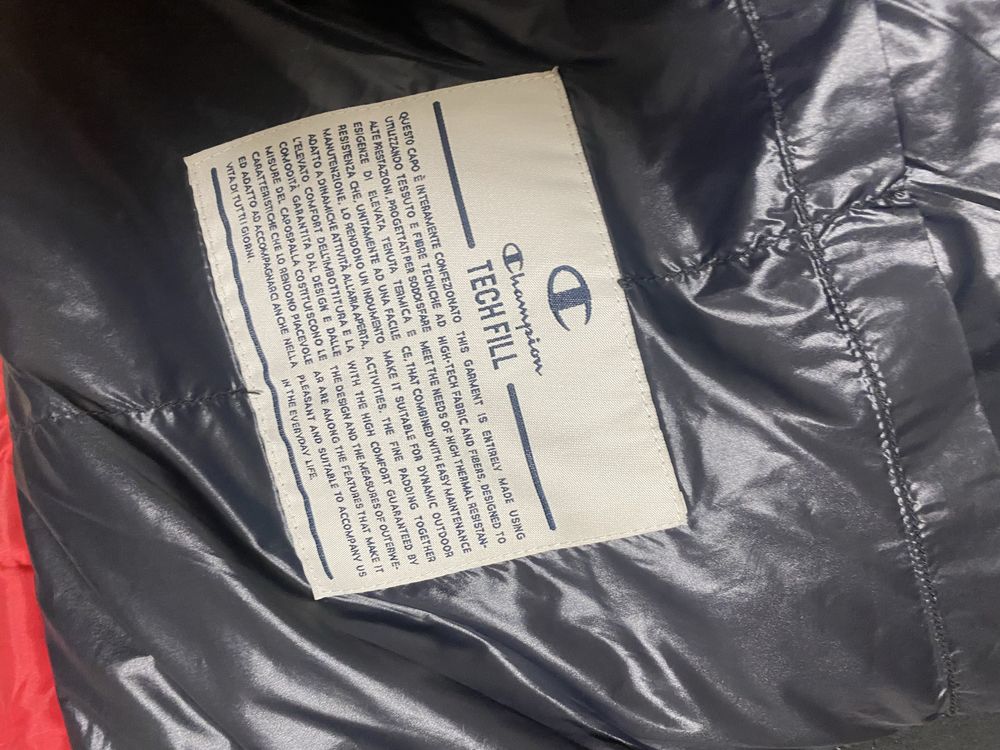 Champion
TECH FILL
QUESTO CAPO È INTERAMENTE CONFEZIONATO
UTILIZZANDO TESSUTO E FIBRE TECNICHE AD
ALTE PRESTAZIONI, PROGETTATI PER SODDISFARE
ESIGENZE DI ELEVATA TENUTA TERMICA E
RESISTENZA CHE, UNITAMENTE AD UNA FACILE
MANUTENZIONE, LO RENDONO UN INDUMENTO
ADATTO A DINAMICHE ATTIVITÀ ALL'ARIA APERTA.
L'ELEVATO COMFORT DELL'IMBOTTITURA E LA
COMODITÀ GARANTITA DAL DESIGN E DALLE
MISURE DEL CAPOSPALLA COSTITUISCONO LE
CARATTERISTICHE CHE LO RENDONO PIACEVOLE
ED ADATTO AD ACCOMPAGNARCI ANCHE NELLA
VITA DI TUTTI I GIORNI.
THIS GARMENT IS ENTIRELY MADE USING
HIGH-TECH FABRIC AND FIBERS, DESIGNED TO
MEET THE NEEDS OF HIGH THERMAL RESISTAN-
CE, THAT COMBINED WITH EASY MAINTENANCE
MAKE IT SUITABLE FOR DYNAMIC OUTDOOR
ACTIVITIES. THE FINE PADDING TOGETHER
WITH THE HIGH COMFORT GUARANTEED BY
THE DESIGN AND THE MEASURES OF OUTERWE-
AR ARE AMONG THE FEATURES THAT MAKE IT
PLEASANT AND SUITABLE TO ACCOMPANY US
IN THE EVERYDAY LIFE.